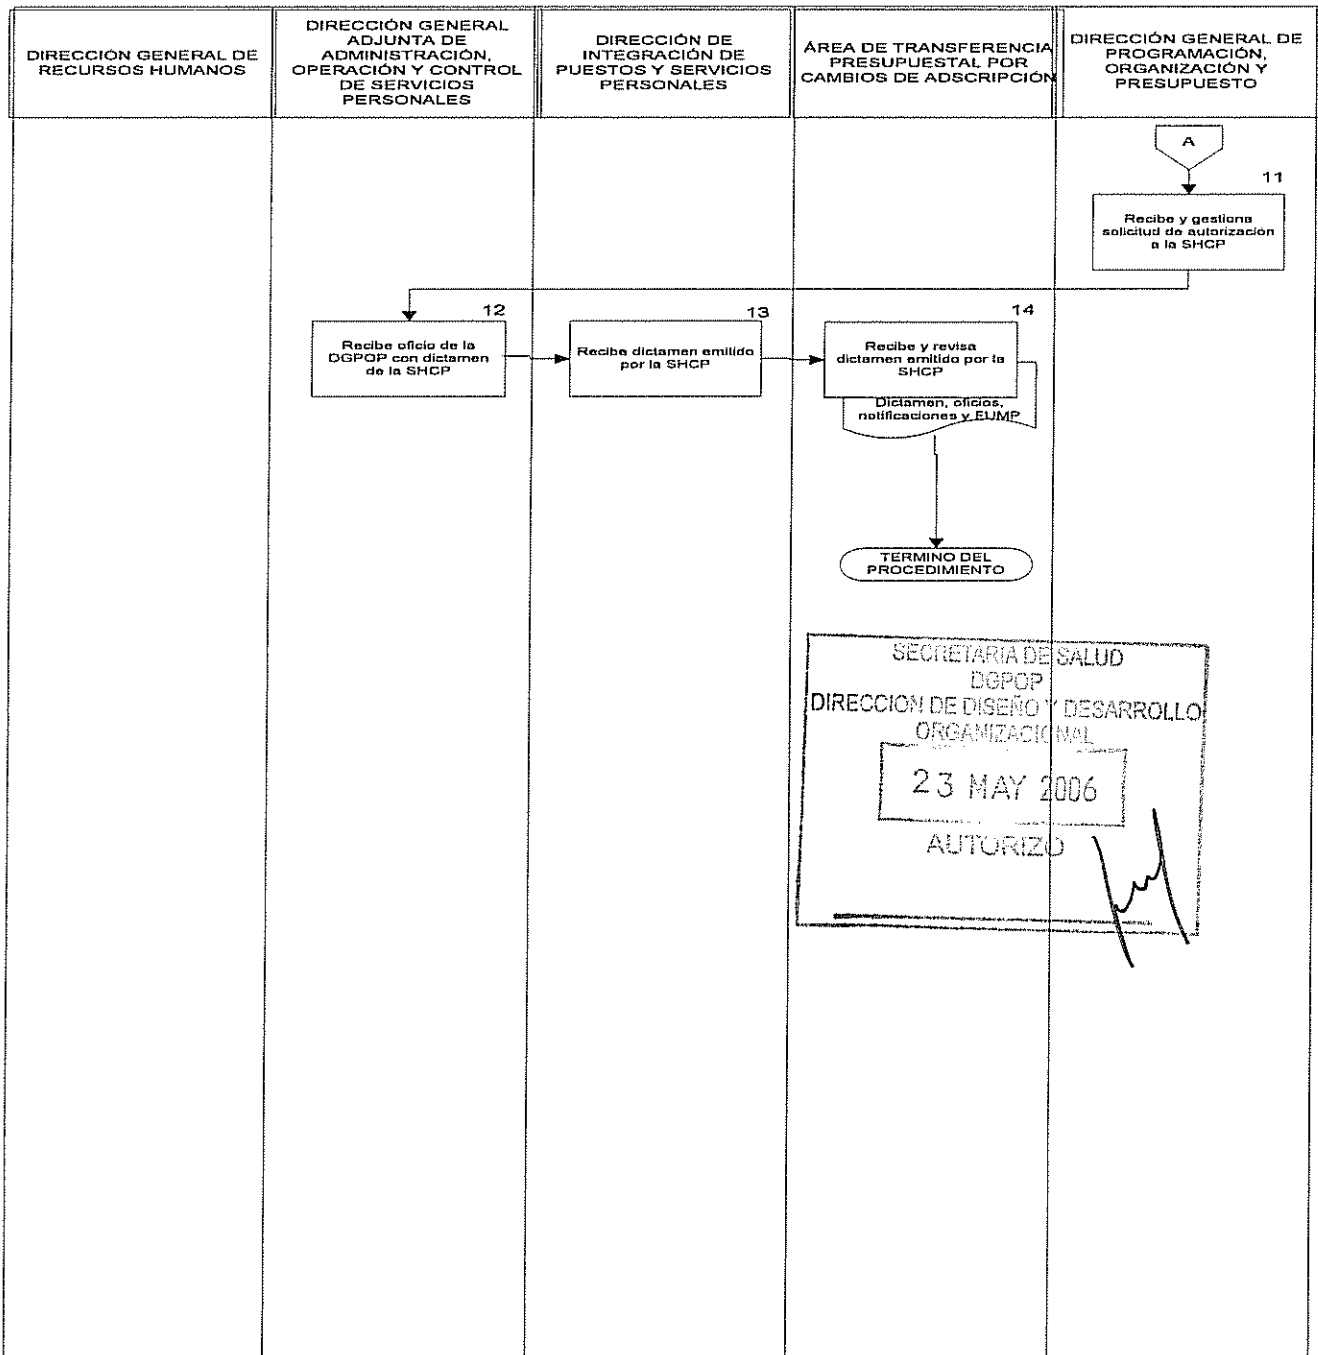 DIRECCIÓN GENERAL DE
RECURSOS HUMANOS
DIRECCIÓN GENERAL
ADJUNTA DE
ADMINISTRACIÓN,
OPERACIÓN Y CONTROL
DE SERVICIOS
PERSONALES
DIRECCIÓN DE
INTEGRACIÓN DE
PUESTOS Y SERVICIOS
PERSONALES
ÁREA DE TRANSFERENCIA
PRESUPUESTAL POR
CAMBIOS DE ADSCRIPCIÓN
DIRECCIÓN GENERAL DE
PROGRAMACIÓN,
ORGANIZACIÓN Y
PRESUPUESTO
A
11
Recibe y gestiona
solicitud de autorización
a la SHCP
12
Recibe oficio de la
DGPOP con dictamen
de la SHCP
13
Recibe dictamen emitido
por la SHCP
14
Recibe y revisa
dictamen emitido por la
SHCP
Dictamen, oficios,
notificaciones y FUMP
TERMINO DEL
PROCEDIMIENTO
SECRETARIA DE SALUD
DGPOP
DIRECCION DE DISEÑO Y DESARROLLO
ORGANIZACIONAL
23 MAY 2006
AUTORIZO